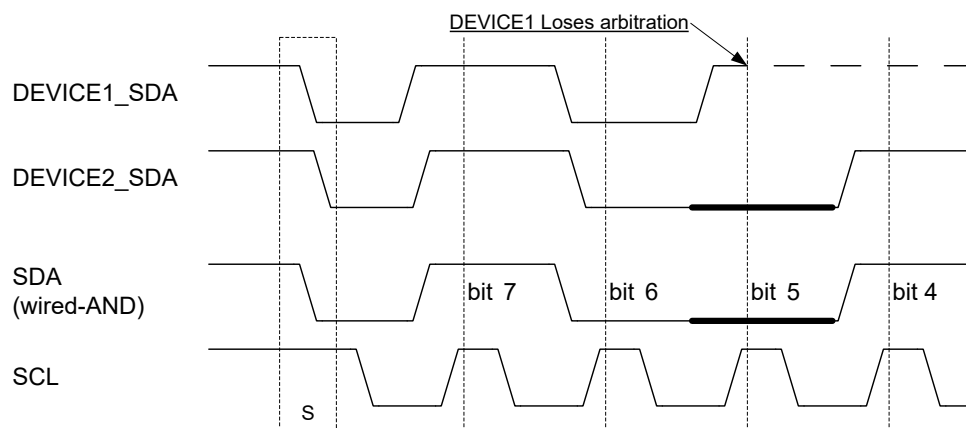 DEVICE1 Loses arbitration
DEVICE1_SDA
DEVICE2_SDA
SDA
(wired-AND)
bit 7
bit 6
bit 5
bit 4
SCL
S